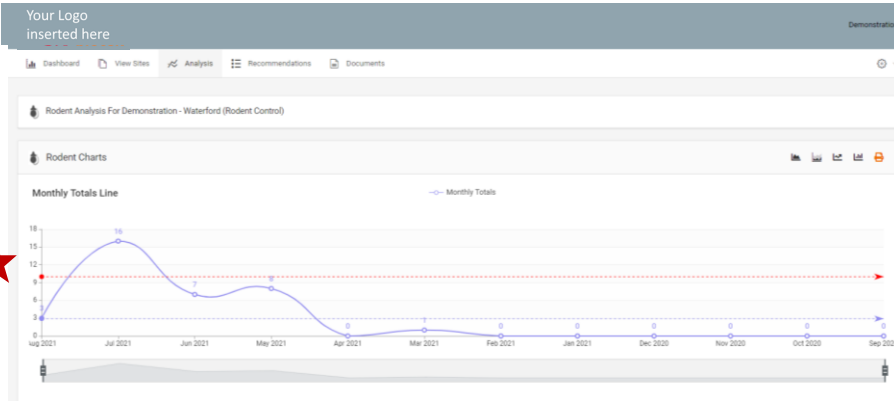 Your Logo
inserted here
Demonstratio
Dashboard View Sites Analysis Recommendations Documents
Rodent Analysis For Demonstration - Waterford (Rodent Control)
Rodent Charts
Monthly Totals Line
Monthly Totals
18
15
12
9
6
3
0
16
7
1
0
0
0
0
0
0
0
Aug 2021 Jul 2021 Jun 2021 May 2021 Apr 2021 Mar 2021 Feb 2021 Jan 2021 Dec 2020 Nov 2020 Oct 2020 Sep 202